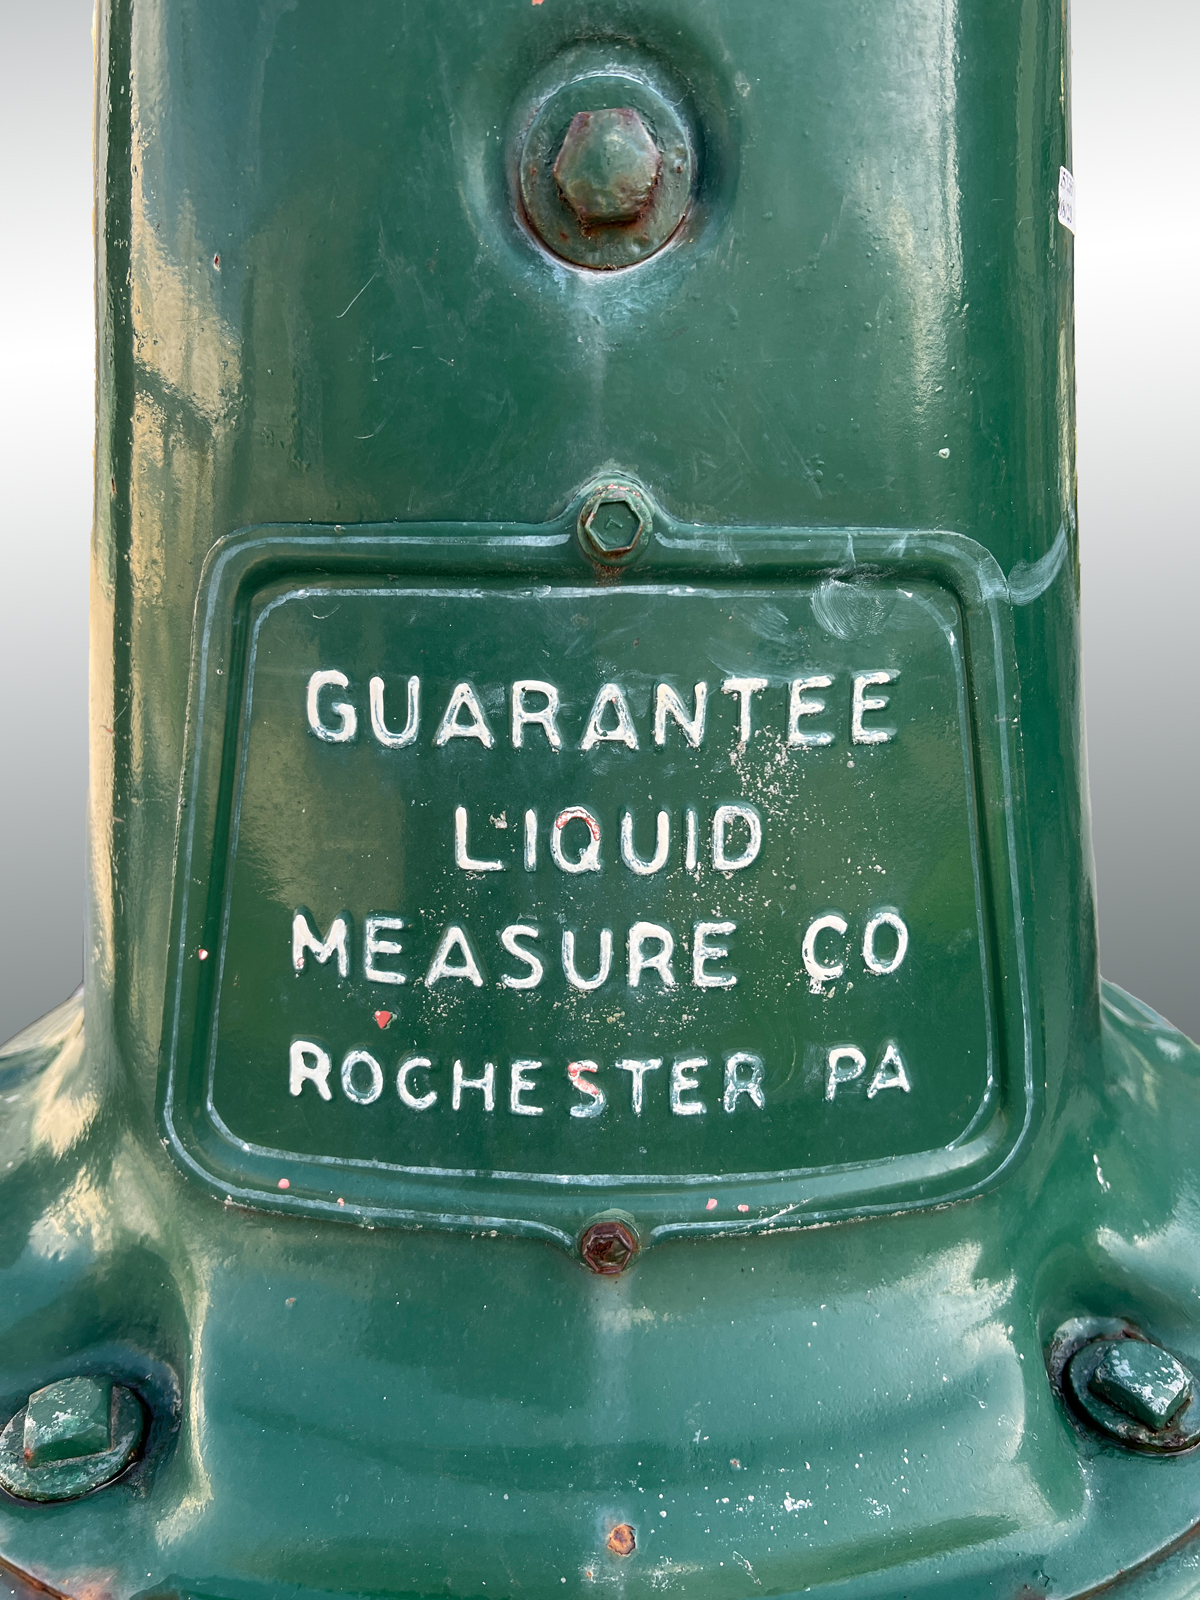 GUARANTEE
LIQUID
MEASURE CO
ROCHESTER PA